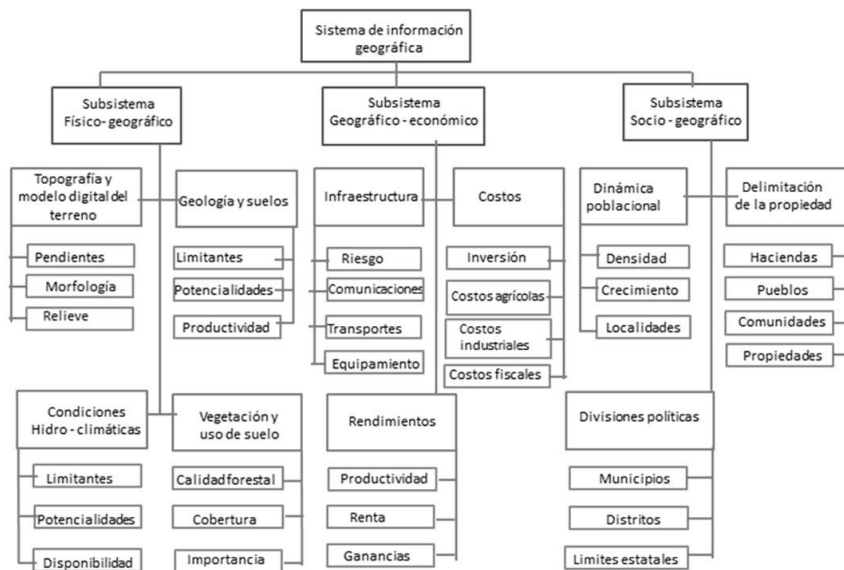 Sistema de información
geográfica
Subsistema
Físico- geográfico
Subsistema
Geográfico - económico
Subsistema
Socio - geográfico
Topografía y
modelo digital del
terreno
Geología y suelos
Infraestructura
Costos
Dinámica
poblacional
Delimitación
de la propiedad
Pendientes
Morfología
Relieve
Limitantes
Potencialidades
Productividad
Riesgo
Comunicaciones
Transportes
Equipamiento
Inversión
Costos agrícolas
Costos
industriales
Costos fiscales
Densidad
Crecimiento
Localidades
Haciendas
Pueblos
Comunidades
Propiedades
Condiciones
Hidro - climáticas
Vegetación y
uso de suelo
Rendimientos
Divisiones políticas
Limitantes
Potencialidades
Disponibilidad
Calidad forestal
Cobertura
Importancia
Productividad
Renta
Ganancias
Municipios
Distritos
Limites estatales